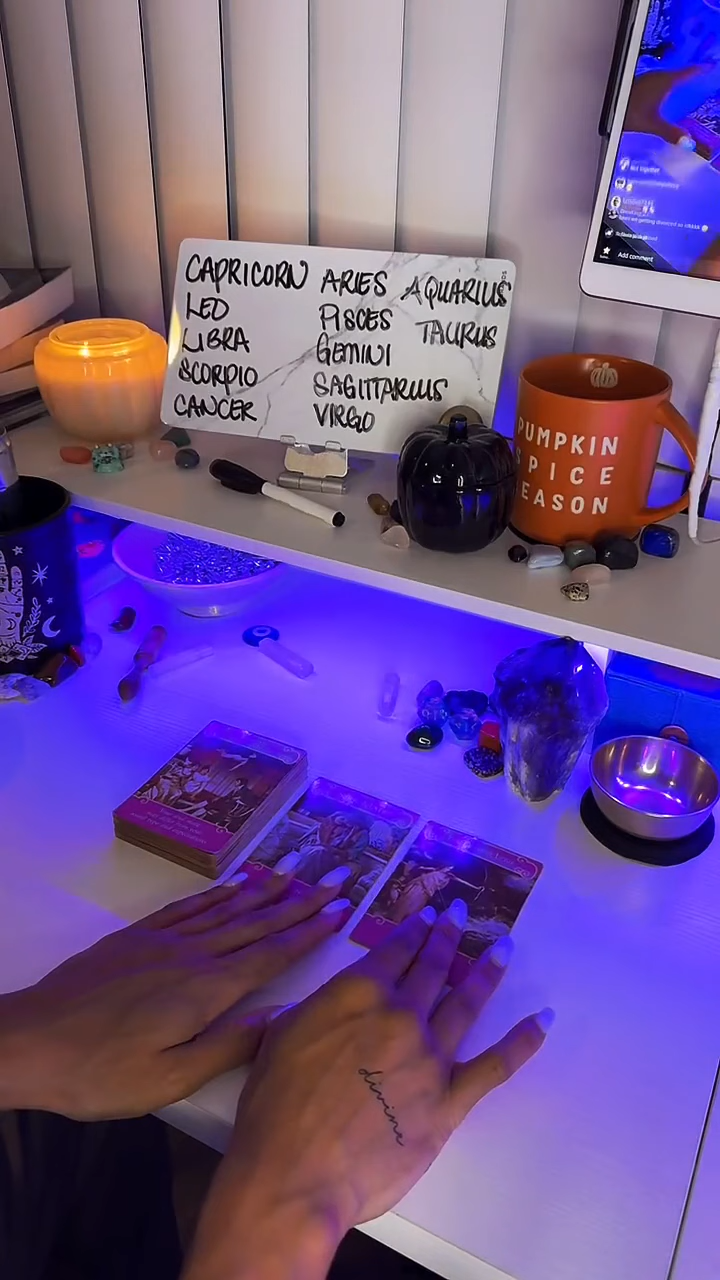 CAPRICORN ARIES AQUARIUS
LEO PISCES TAURUS
LIBRA GEMINI
SCORPIO SAGITTARIUS
CANCER VIRGO
PUMPKIN
SPICE
SEASON
Add comment
divine